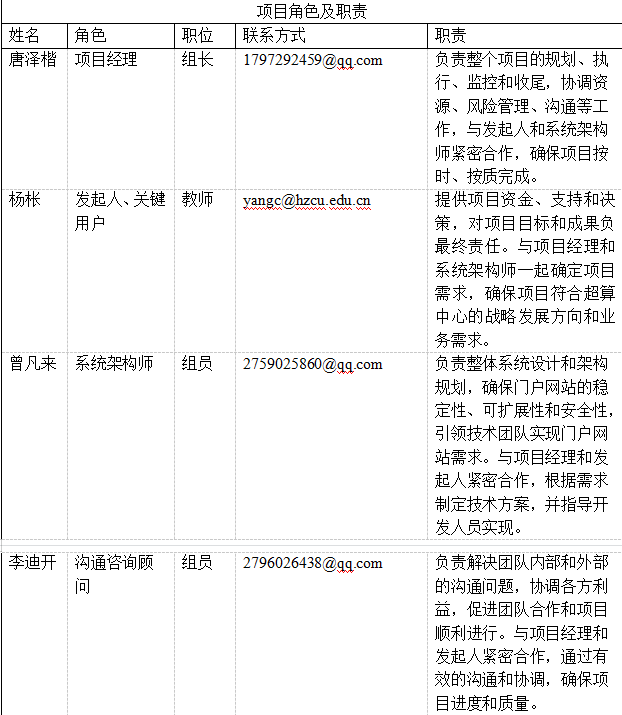 项目角色及职责
姓名 角色 职位 联系方式 职责
唐泽楷 项目经理 组长 1797292459@qq.com 负责整个项目的规划、执
行、监控和收尾，协调资
源、风险管理、沟通等工
作，与发起人和系统架构
师紧密合作，确保项目按
时、按质完成。
杨枨 发起人、关键 教师 yangc@hzcu.edu.cn 提供项目资金、支持和决
用户 策，对项目目标和成果负
最终责任。与项目经理和
系统架构师一起确定项目
需求，确保项目符合超算
中心的战略发展方向和业
务需求。
曾凡来 系统架构师 组员 2759025860@qq.com 负责整体系统设计和架构
规划，确保门户网站的稳
定性、可扩展性和安全性，
引领技术团队实现门户网
站需求。与项目经理和发
起人紧密合作，根据需求
制定技术方案，并指导开
发人员实现。
李迪开 沟通咨询顾 组员 2796026438@qq.com 负责解决团队内部和外部
问 的沟通问题，协调各方利
益，促进团队合作和项目
顺利进行。与项目经理和
发起人紧密合作，通过有
效的沟通和协调，确保项
目进度和质量。